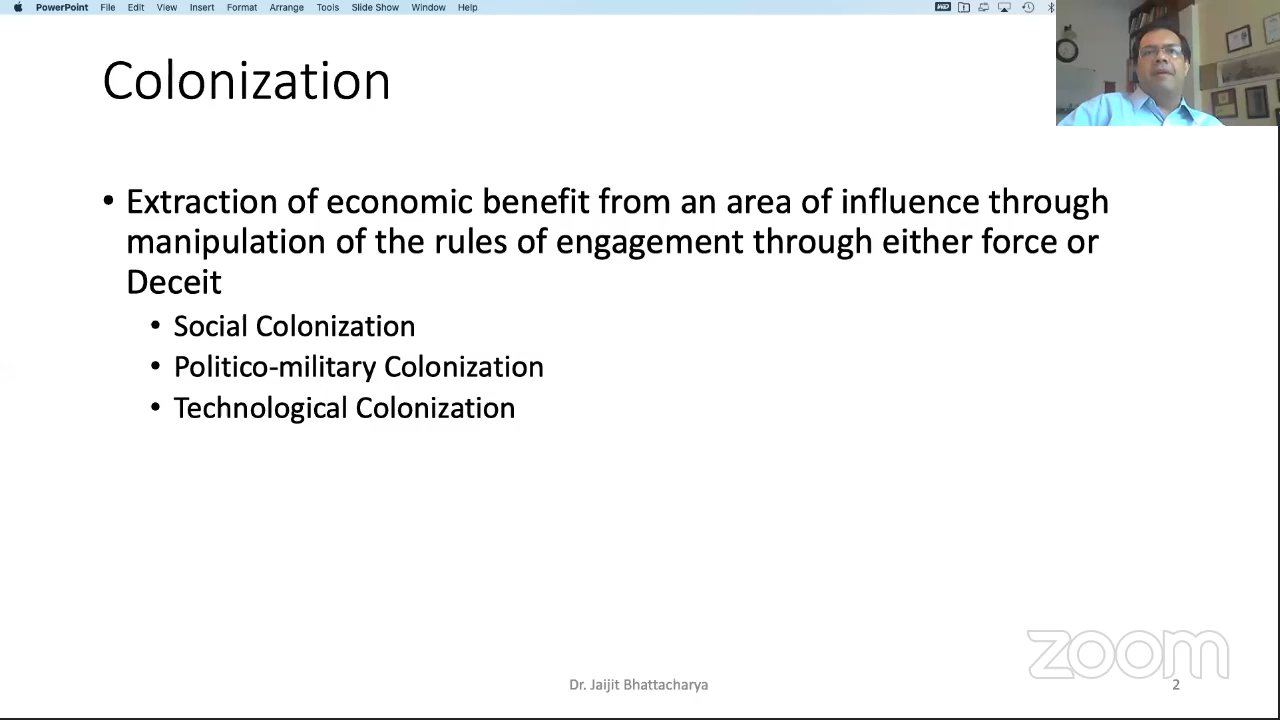 PowerPoint File Edit View Insert Format Arrange Tools Slide Show Window Help
Colonization
• Extraction of economic benefit from an area of influence through
manipulation of the rules of engagement through either force or
Deceit
• Social Colonization
• Politico-military Colonization
• Technological Colonization
zoom
Dr. Jaijit Bhattacharya
2